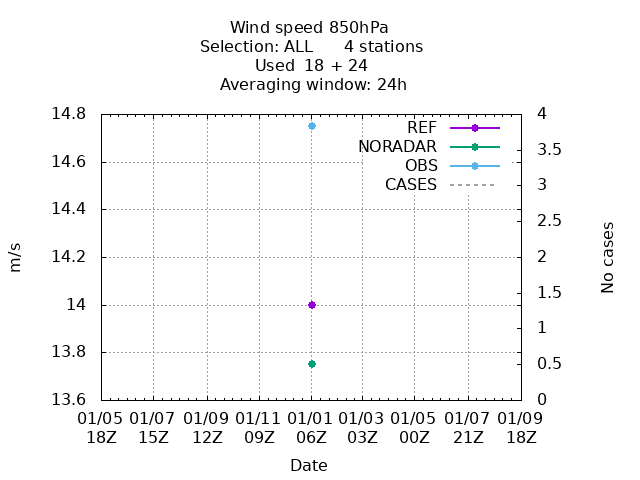 Wind speed 850hPa
Selection: ALL      4 stations
Used  18 + 24
Averaging window: 24h
14.8
14.6
14.4
14.2
14
13.8
13.6
m/s
REF
NORADAR
OBS
CASES
4
3.5
3
2.5
2
1.5
1
0.5
0
No cases
01/05 01/07 01/09 01/11 01/01 01/03 01/05 01/07 01/09
18Z 15Z 12Z 09Z 06Z 03Z 00Z 21Z 18Z
Date